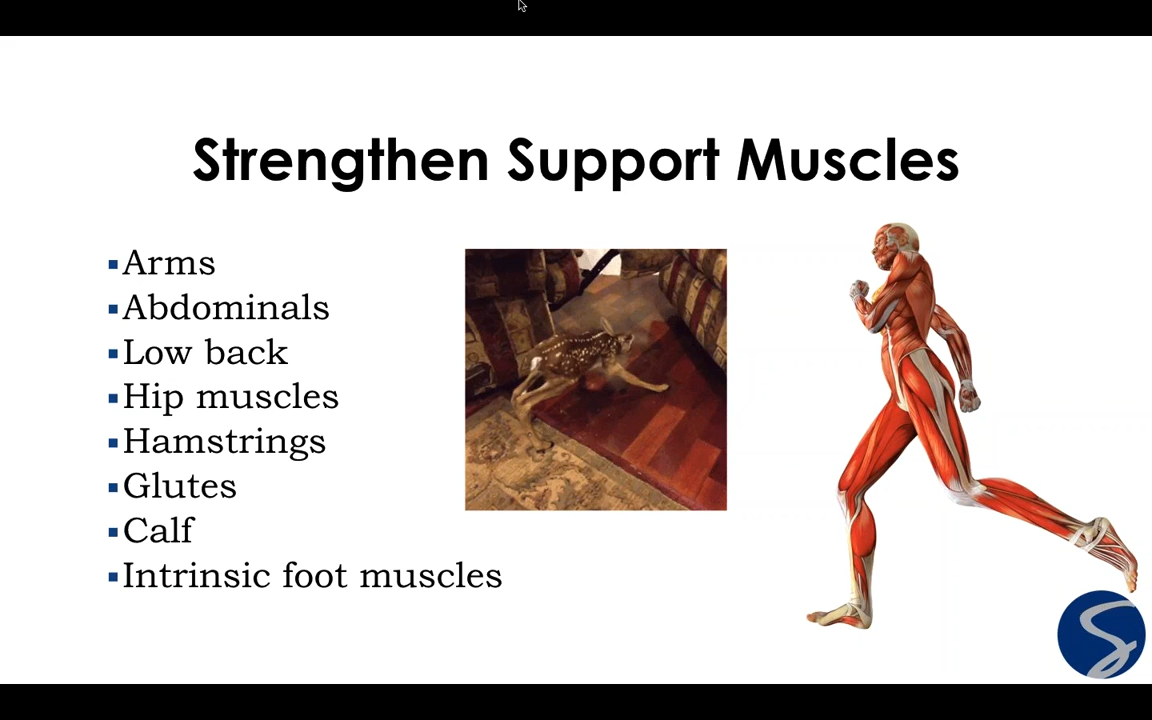 Strengthen Support Muscles
▪Arms
▪Abdominals
▪Low back
▪Hip muscles
▪Hamstrings
▪Glutes
▪Calf
▪Intrinsic foot muscles